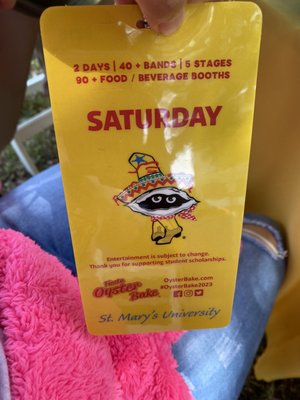 2 DAYS | 40 + BANDS | 5 STAGES
90 + FOOD / BEVERAGE BOOTHS
SATURDAY
Entertainment is subject to change.
Thank you for supporting student scholarships.
Fiesta
Oyster Bake
OysterBake.com
#OysterBake2023
St. Mary's University